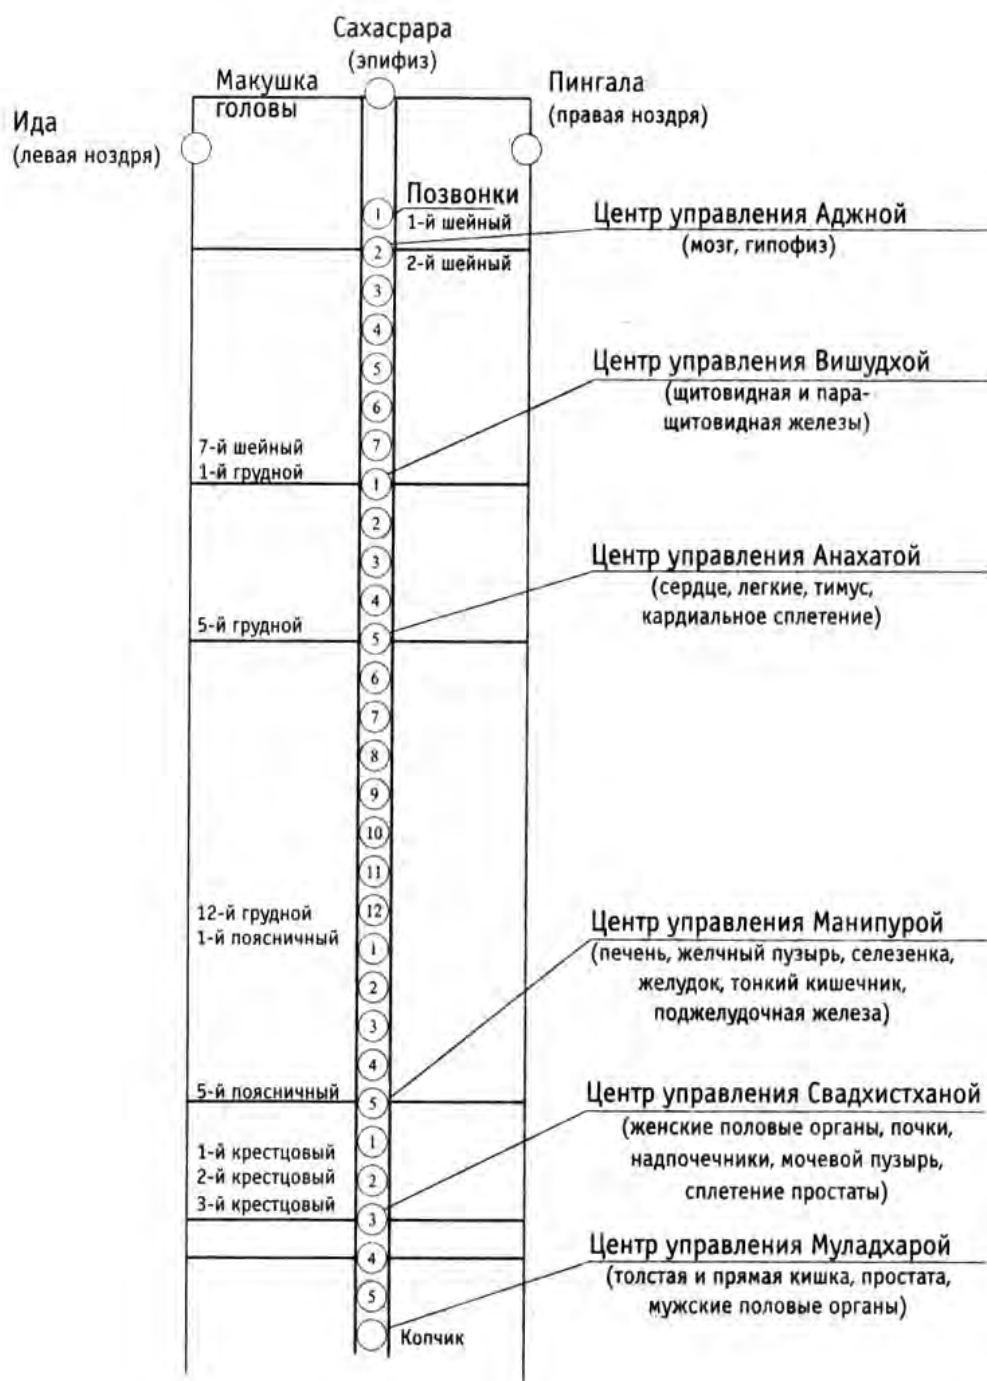 Сахасрара
(эпифиз)
Макушка
головы
Пингала
(правая ноздря)
Ида
(левая ноздря)
Позвонки
1
1-й шейный
Центр управления Аджной
(мозг, гипофиз)
2
2-й шейный
3
4
5
Центр управления Вишудхой
(щитовидная и пара-
щитовидная железы)
6
7
7-й шейный
1-й грудной
1
2
3
Центр управления Анахатой
(сердце, легкие, тимус,
кардиальное сплетение)
4
5-й грудной
5
6
7
8
9
10
11
12
12-й грудной
1-й поясничный
1
Центр управления Манипурой
(печень, желчный пузырь, селезенка,
желудок, тонкий кишечник,
поджелудочная железа)
2
3
4
5-й поясничный
5
Центр управления Свадхистханой
(женские половые органы, почки,
надпочечники, мочевой пузырь,
сплетение простаты)
1
1-й крестцовый
2-й крестцовый
2
3-й крестцовый
3
Центр управления Муладхарой
(толстая и прямая кишка, простата,
мужские половые органы)
4
5
Копчик